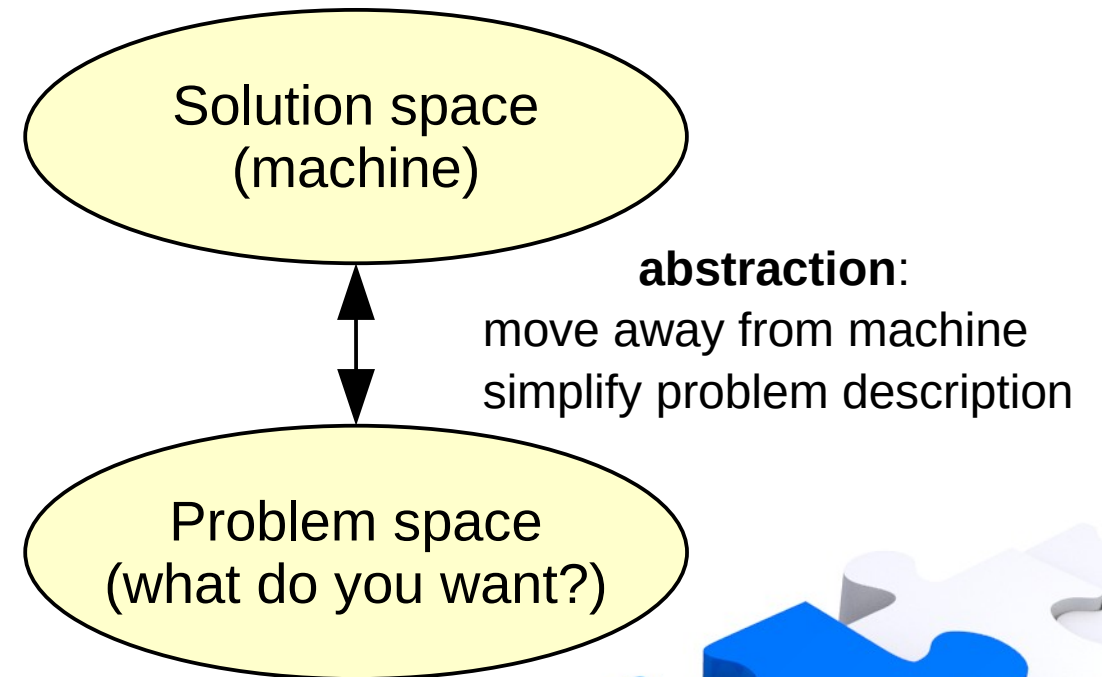 Solution space
(machine)
abstraction:
move away from machine
simplify problem description
Problem space
(what do you want?)